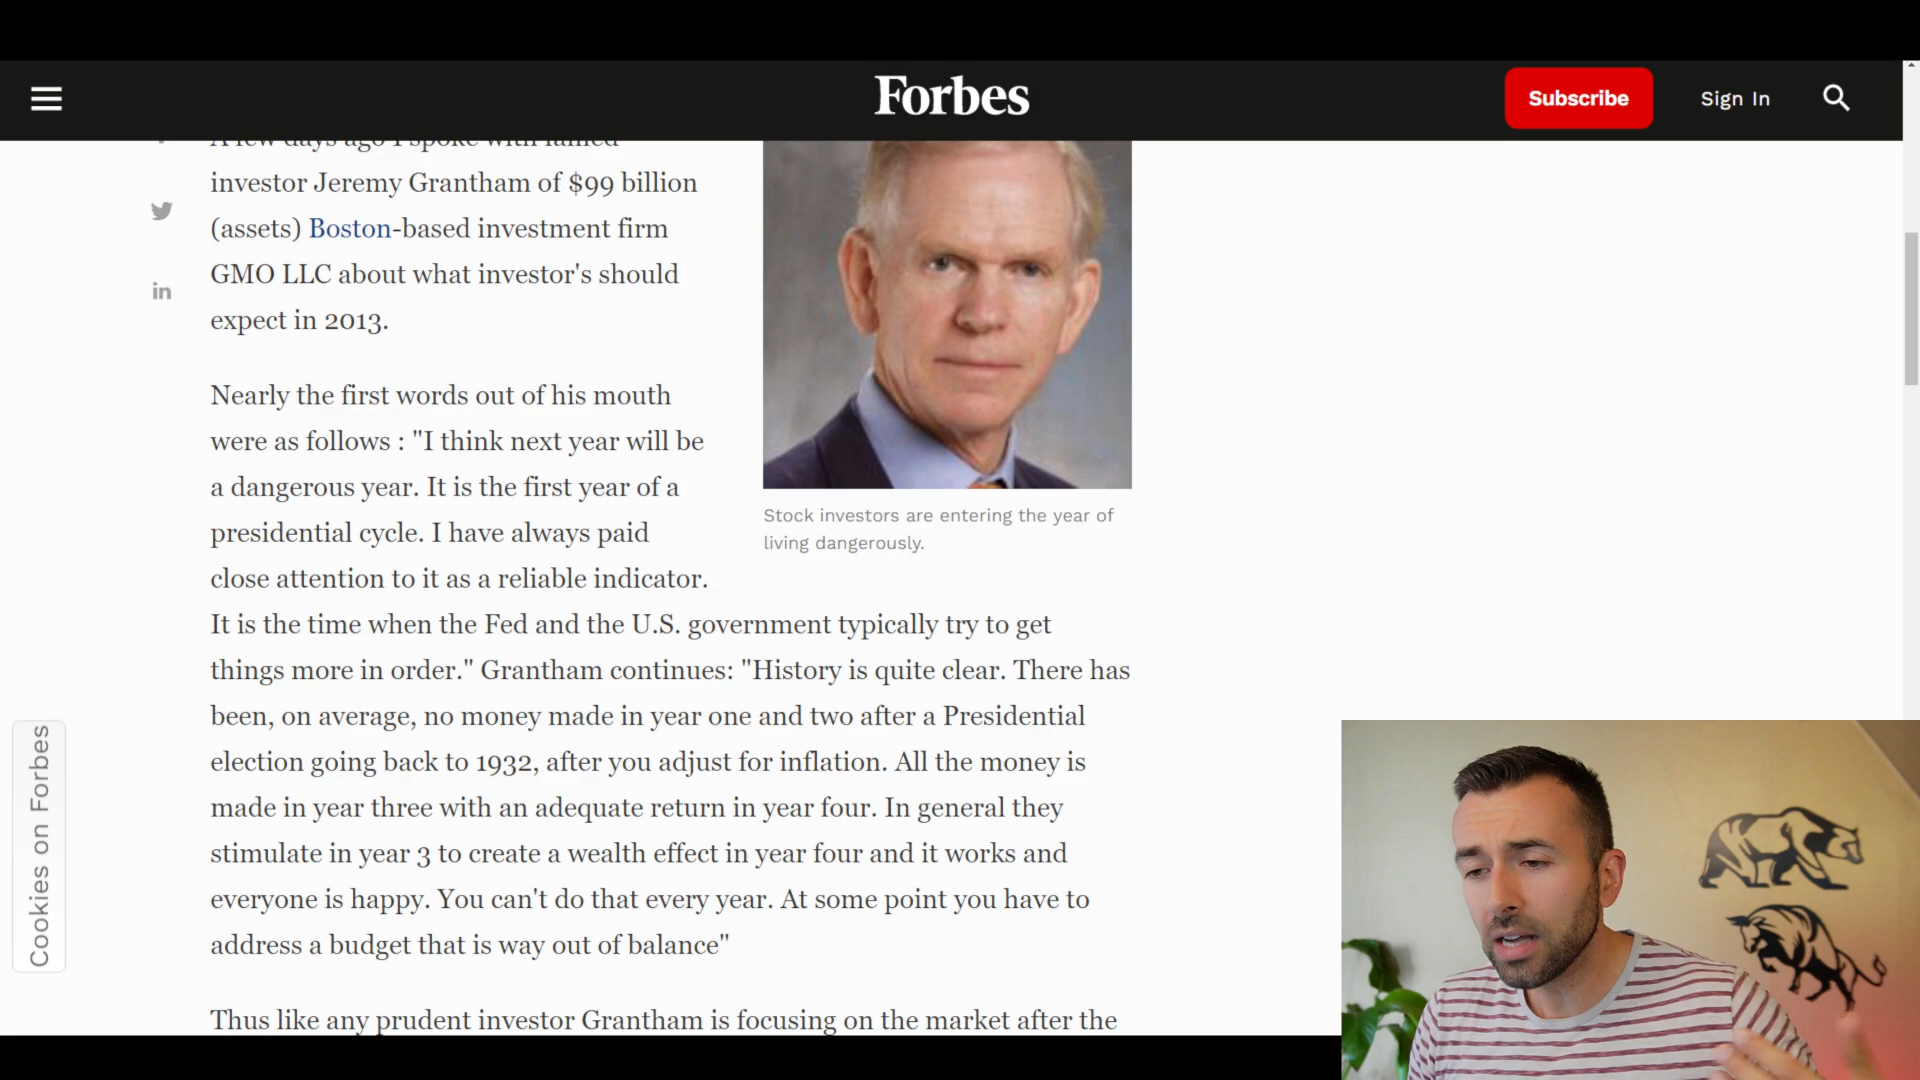 Forbes
Subscribe
Sign In
A few days ago I spoke with famed
investor Jeremy Grantham of $99 billion
(assets) Boston-based investment firm
GMO LLC about what investor's should
expect in 2013.
Nearly the first words out of his mouth
were as follows : "I think next year will be
a dangerous year. It is the first year of a
presidential cycle. I have always paid
close attention to it as a reliable indicator.
It is the time when the Fed and the U.S. government typically try to get
things more in order." Grantham continues: "History is quite clear. There has
been, on average, no money made in year one and two after a Presidential
election going back to 1932, after you adjust for inflation. All the money is
made in year three with an adequate return in year four. In general they
stimulate in year 3 to create a wealth effect in year four and it works and
everyone is happy. You can't do that every year. At some point you have to
address a budget that is way out of balance"
Thus like any prudent investor Grantham is focusing on the market after the
Stock investors are entering the year of
living dangerously.
in
Cookies on Forbes